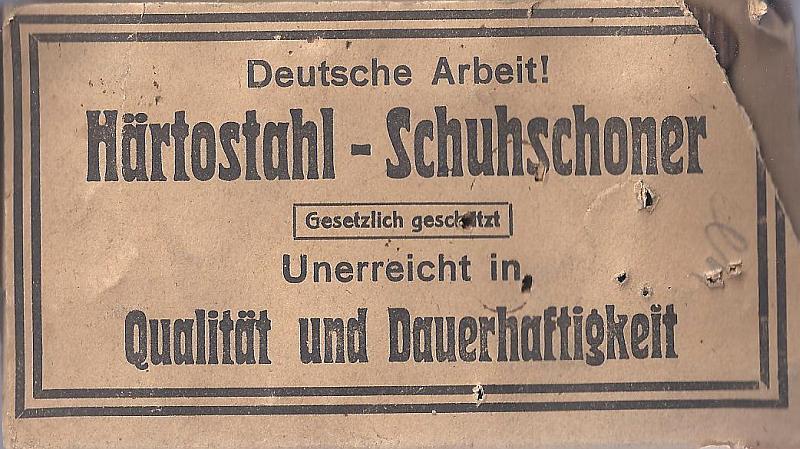 Deutsche Arbeit!
Härtostahl - Schuhschoner
Gesetzlich geschützt
Unerreicht in
Qualität und Dauerhaftigkeit